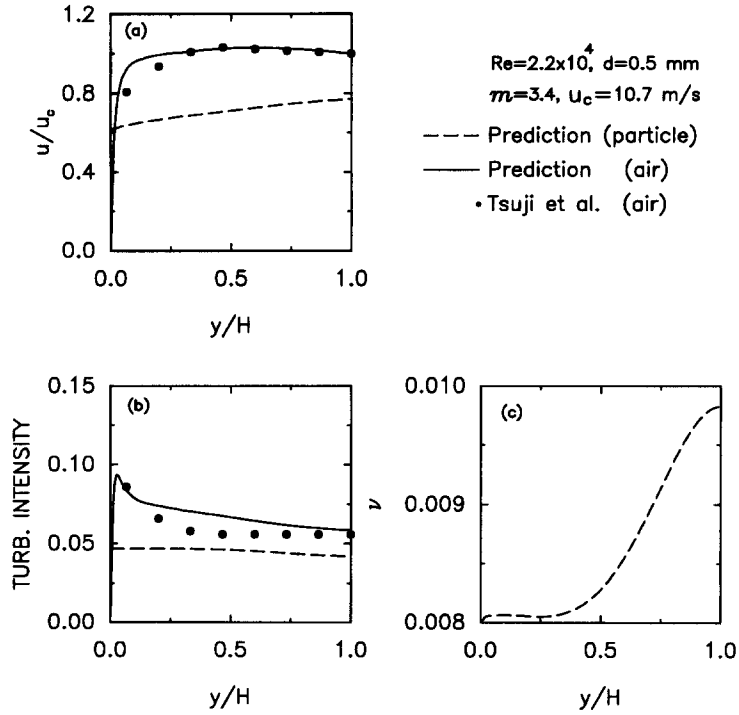 (a)
1.2
0.8
0.4
0.0
u/u_c
0.0 0.5 1.0
y/H
Re=2.2x10^4, d=0.5 mm
m=3.4, u_c=10.7 m/s
Prediction (particle)
Prediction (air)
Tsuji et al. (air)
(b)
0.15
0.10
0.05
0.00
TURB. INTENSITY
0.0 0.5 1.0
y/H
(c)
0.010
0.009
0.008
ν
0.0 0.5 1.0
y/H